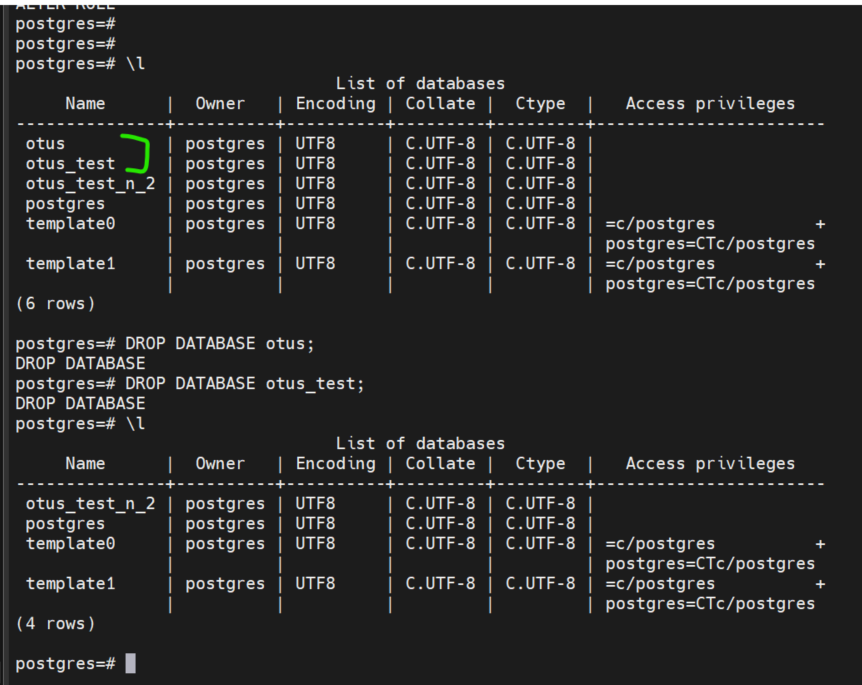 ALTER ROLE
postgres=#
postgres=#
postgres=# \l
                                List of databases
     Name      |  Owner   | Encoding | Collate |  Ctype  |   Access privileges
---------------+----------+----------+---------+---------+-----------------------
 otus          | postgres | UTF8     | C.UTF-8 | C.UTF-8 |
 otus_test     | postgres | UTF8     | C.UTF-8 | C.UTF-8 |
 otus_test_n_2 | postgres | UTF8     | C.UTF-8 | C.UTF-8 |
 postgres      | postgres | UTF8     | C.UTF-8 | C.UTF-8 |
 template0     | postgres | UTF8     | C.UTF-8 | C.UTF-8 | =c/postgres          +
               |          |          |         |         | postgres=CTc/postgres
 template1     | postgres | UTF8     | C.UTF-8 | C.UTF-8 | =c/postgres          +
               |          |          |         |         | postgres=CTc/postgres
(6 rows)
postgres=# DROP DATABASE otus;
DROP DATABASE
postgres=# DROP DATABASE otus_test;
DROP DATABASE
postgres=# \l
                                List of databases
     Name      |  Owner   | Encoding | Collate |  Ctype  |   Access privileges
---------------+----------+----------+---------+---------+-----------------------
 otus_test_n_2 | postgres | UTF8     | C.UTF-8 | C.UTF-8 |
 postgres      | postgres | UTF8     | C.UTF-8 | C.UTF-8 |
 template0     | postgres | UTF8     | C.UTF-8 | C.UTF-8 | =c/postgres          +
               |          |          |         |         | postgres=CTc/postgres
 template1     | postgres | UTF8     | C.UTF-8 | C.UTF-8 | =c/postgres          +
               |          |          |         |         | postgres=CTc/postgres
(4 rows)
postgres=#